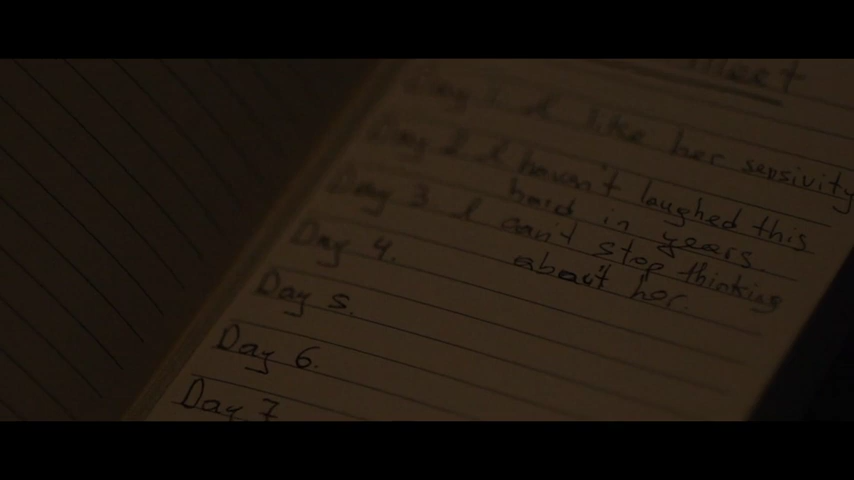 Day 1. I like her sensivity
Day 2 I haven't laughed this
hard in years.
Day 3. I can't stop thinking
about her.
Day 4.
Day 5.
Day 6.
Day 7